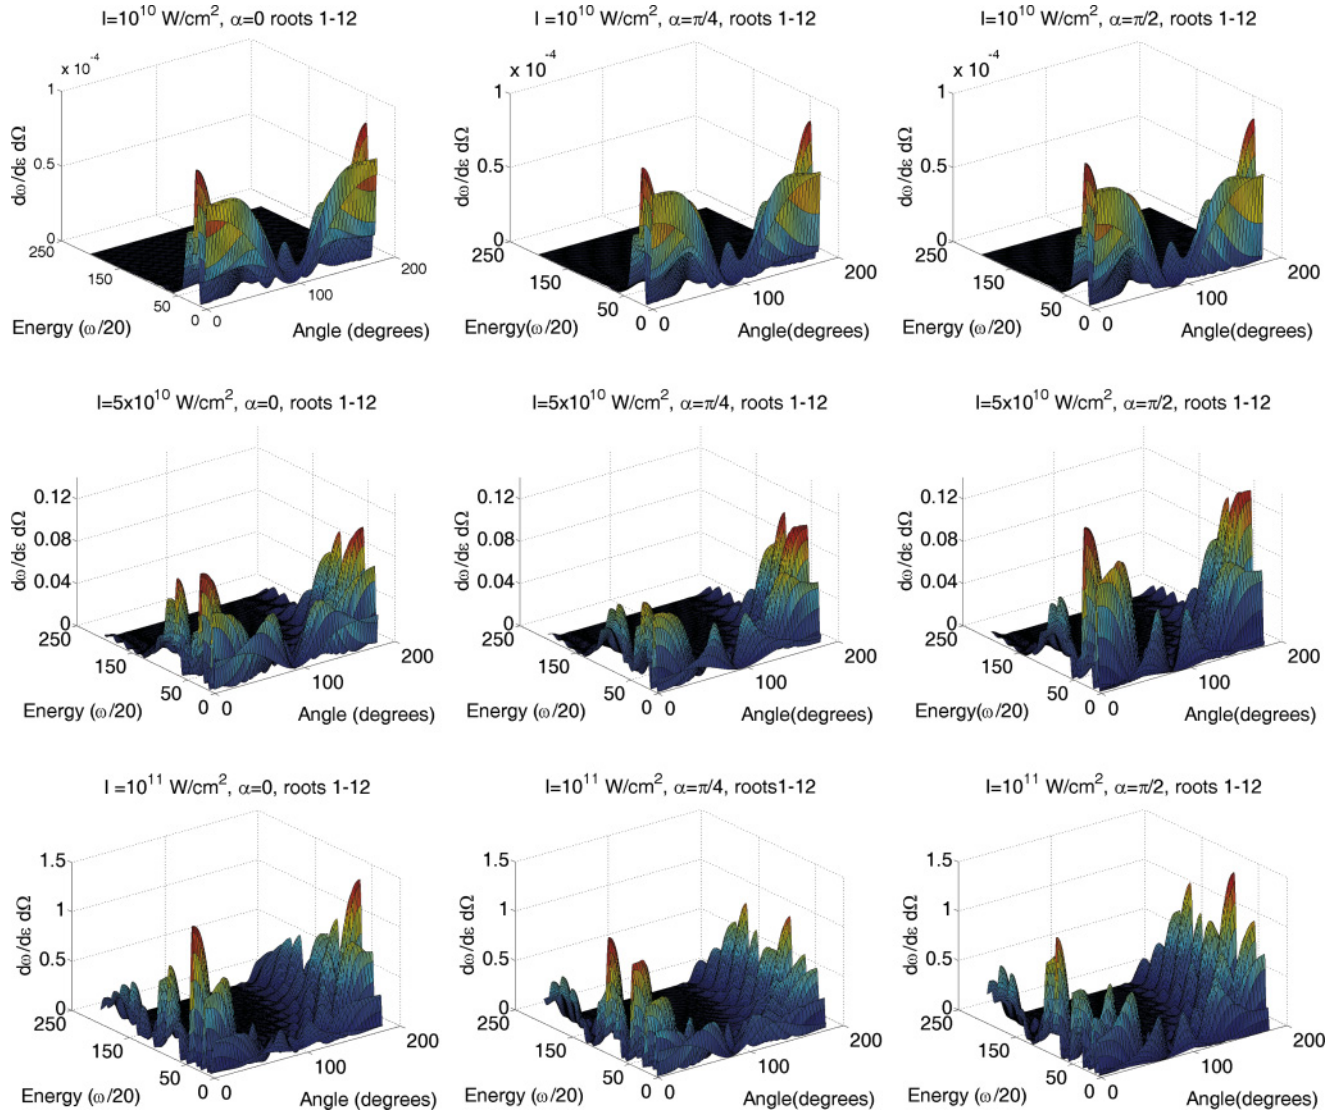 I=10^10 W/cm^2, α=0 roots 1-12
x 10^-4
1
0.5
0
250
150
50
0
0
100
200
dω/dε dΩ
Energy (ω/20)
Angle (degrees)
I=10^10 W/cm^2, α=π/4, roots 1-12
x 10^-4
1
0.5
0
250
150
50
0
0
100
200
dω/dε dΩ
Energy(ω/20)
Angle(degrees)
I=10^10 W/cm^2, α=π/2, roots 1-12
x 10^-4
1
0.5
0
250
150
50
0
0
100
200
dω/dε dΩ
Energy (ω/20)
Angle(degrees)
I=5x10^10 W/cm^2, α=0, roots 1-12
0.12
0.08
0.04
0
250
150
50
0
0
100
200
dω/dε dΩ
Energy (ω/20)
Angle (degrees)
I=5x10^10 W/cm^2, α=π/4, roots 1-12
0.12
0.08
0.04
0
250
150
50
0
0
100
200
dω/dε dΩ
Energy (ω/20)
Angle(degrees)
I=5x10^10 W/cm^2, α=π/2, roots 1-12
0.12
0.08
0.04
0
250
150
50
0
0
100
200
dω/dε dΩ
Energy(ω/20)
Angle(degrees)
I =10^11 W/cm^2, α=0, roots 1-12
1.5
1
0.5
0
250
150
50
0
0
100
200
dω/dε dΩ
Energy (ω/20)
Angle (degrees)
I=10^11 W/cm^2, α=π/4, roots1-12
1.5
1
0.5
0
250
150
50
0
0
100
200
dω/dε dΩ
Energy (ω/20)
Angle(degrees)
I=10^11 W/cm^2, α=π/2, roots 1-12
1.5
1
0.5
0
250
150
50
0
0
100
200
dω/dε dΩ
Energy (ω/20)
Angle(degrees)